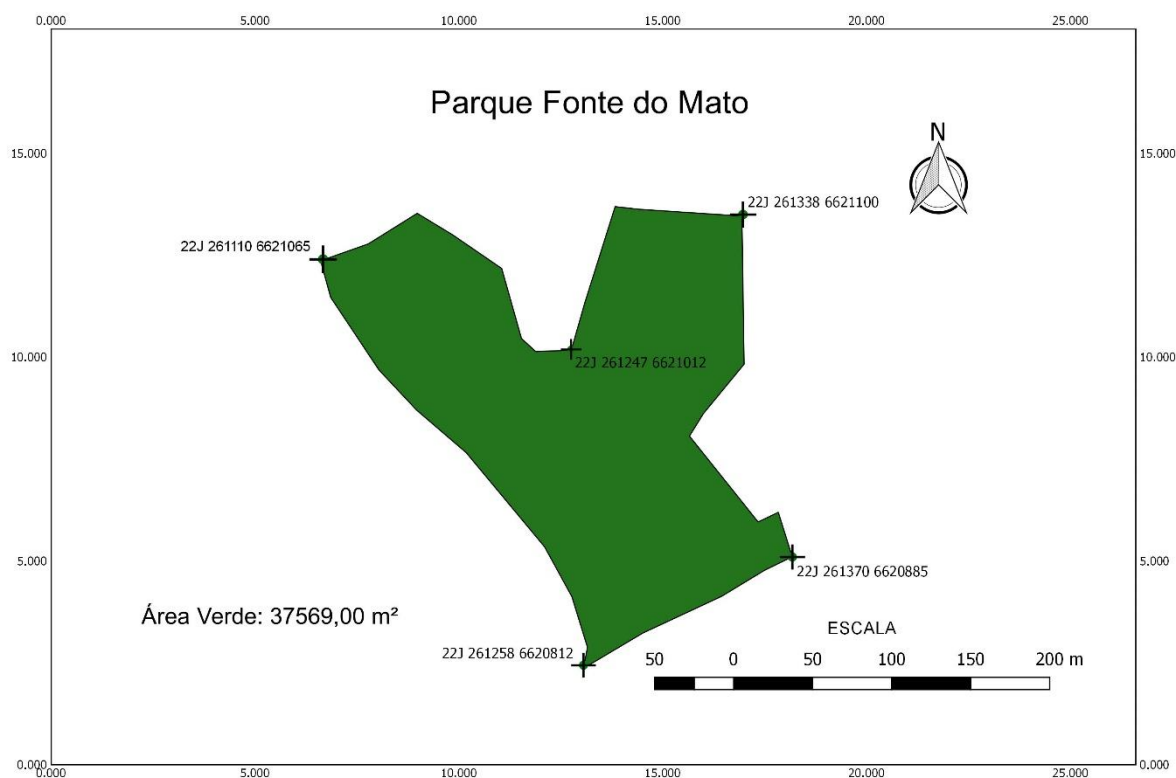 0.000 5.000 10.000 15.000 20.000 25.000
Parque Fonte do Mato
N
15.000 15.000
22J 261338 6621100
22J 261110 6621065
10.000 10.000
22J 261247 6621012
5.000 5.000
22J 261370 6620885
Área Verde: 37569,00 m²
ESCALA
22J 261258 6620812
50 0 50 100 150 200 m
0.000 0.000
0.000 5.000 10.000 15.000 20.000 25.000